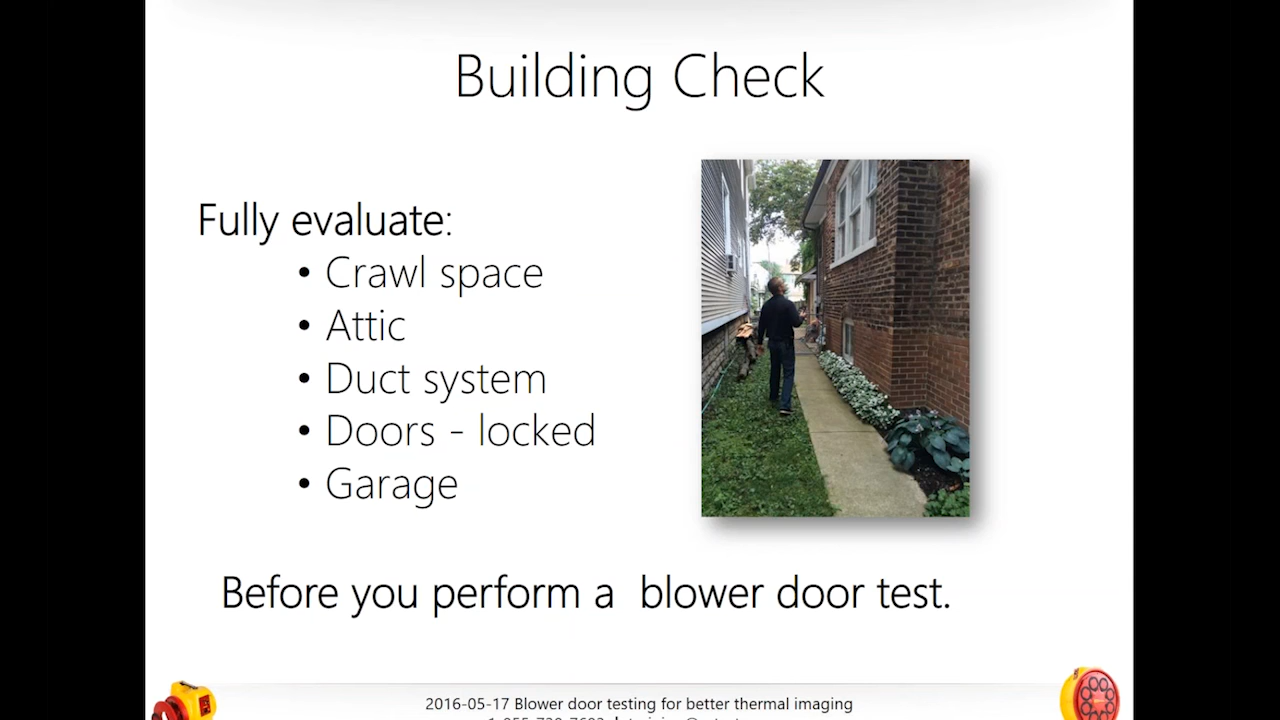 Building Check
Fully evaluate:
• Crawl space
• Attic
• Duct system
• Doors - locked
• Garage
Before you perform a  blower door test.
2016-05-17 Blower door testing for better thermal imaging